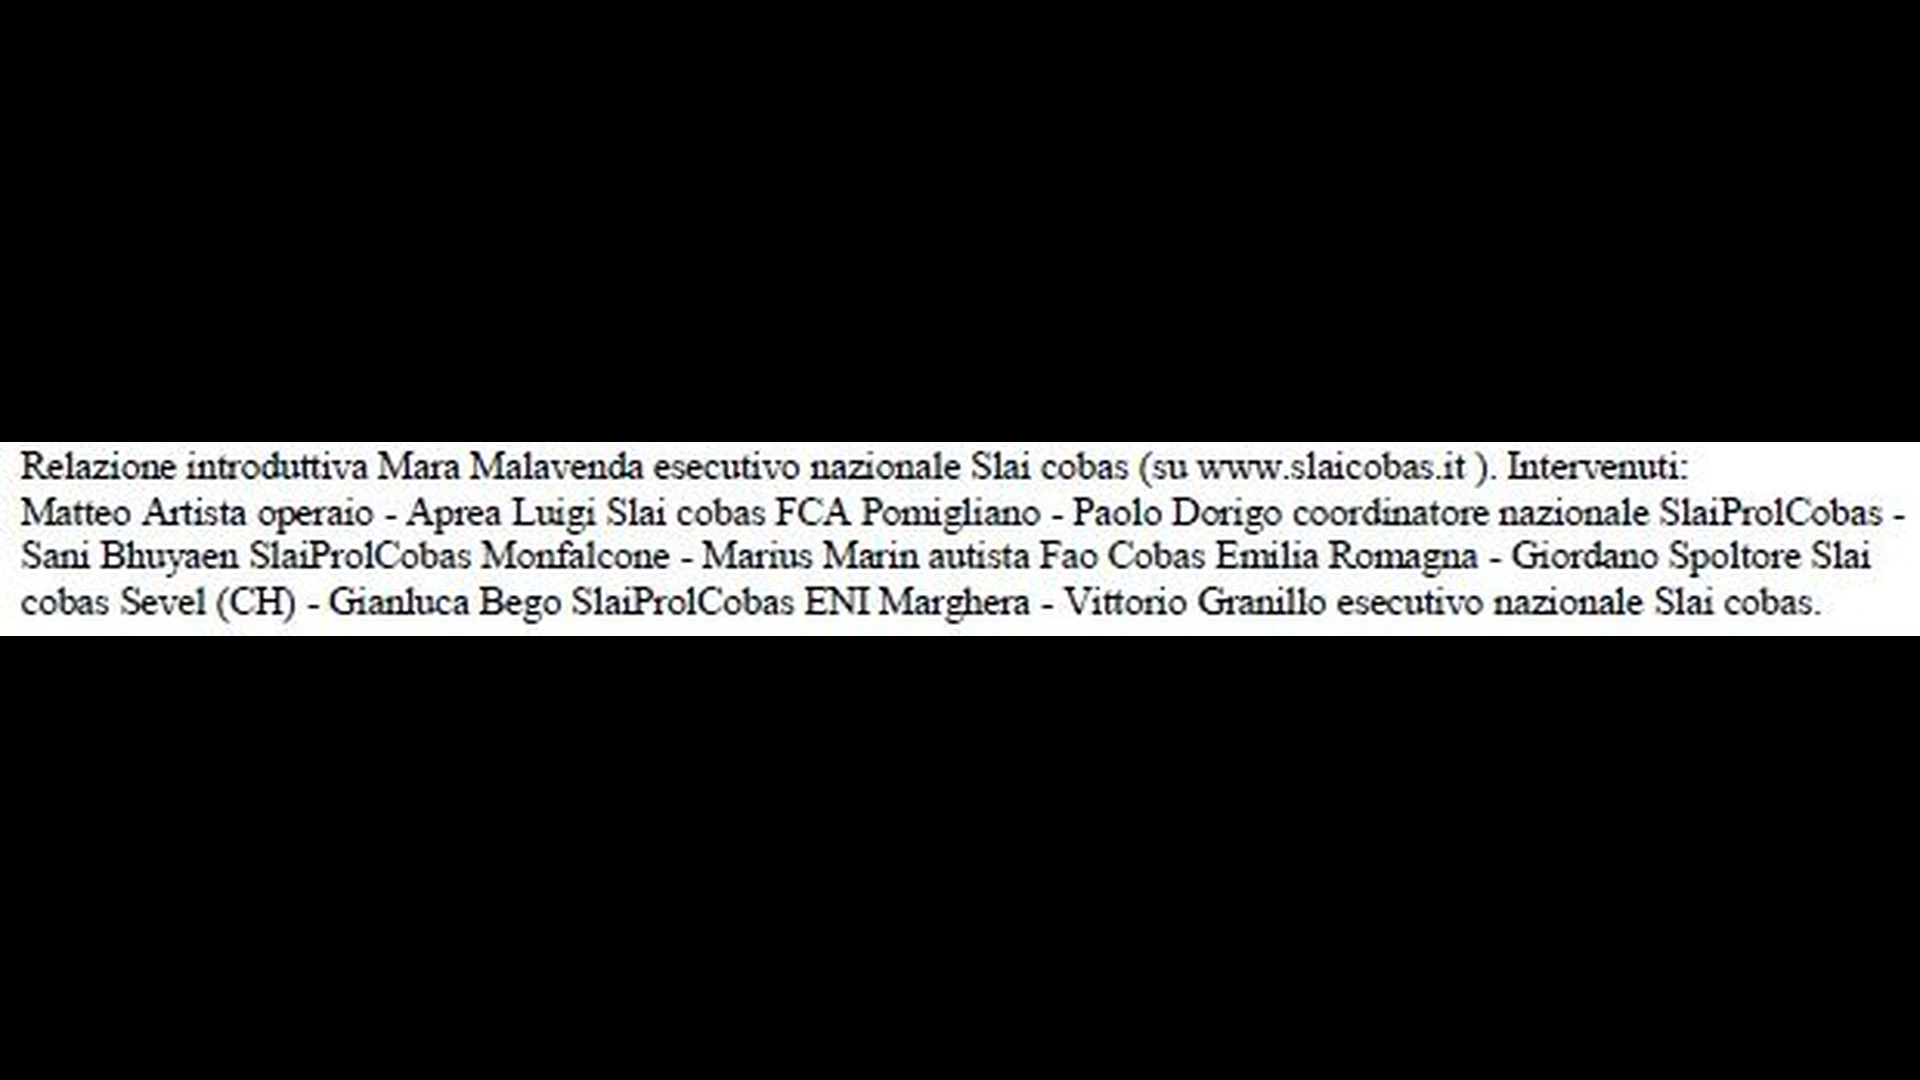 Relazione introduttiva Mara Malavenda esecutivo nazionale Slai cobas (su www.slaicobas.it ). Intervenuti:
Matteo Artista operaio - Aprea Luigi Slai cobas FCA Pomigliano - Paolo Dorigo coordinatore nazionale SlaiProlCobas -
Sani Bhuyaen SlaiProlCobas Monfalcone - Marius Marin autista Fao Cobas Emilia Romagna - Giordano Spoltore Slai
cobas Sevel (CH) - Gianluca Bego SlaiProlCobas ENI Marghera - Vittorio Granillo esecutivo nazionale Slai cobas.